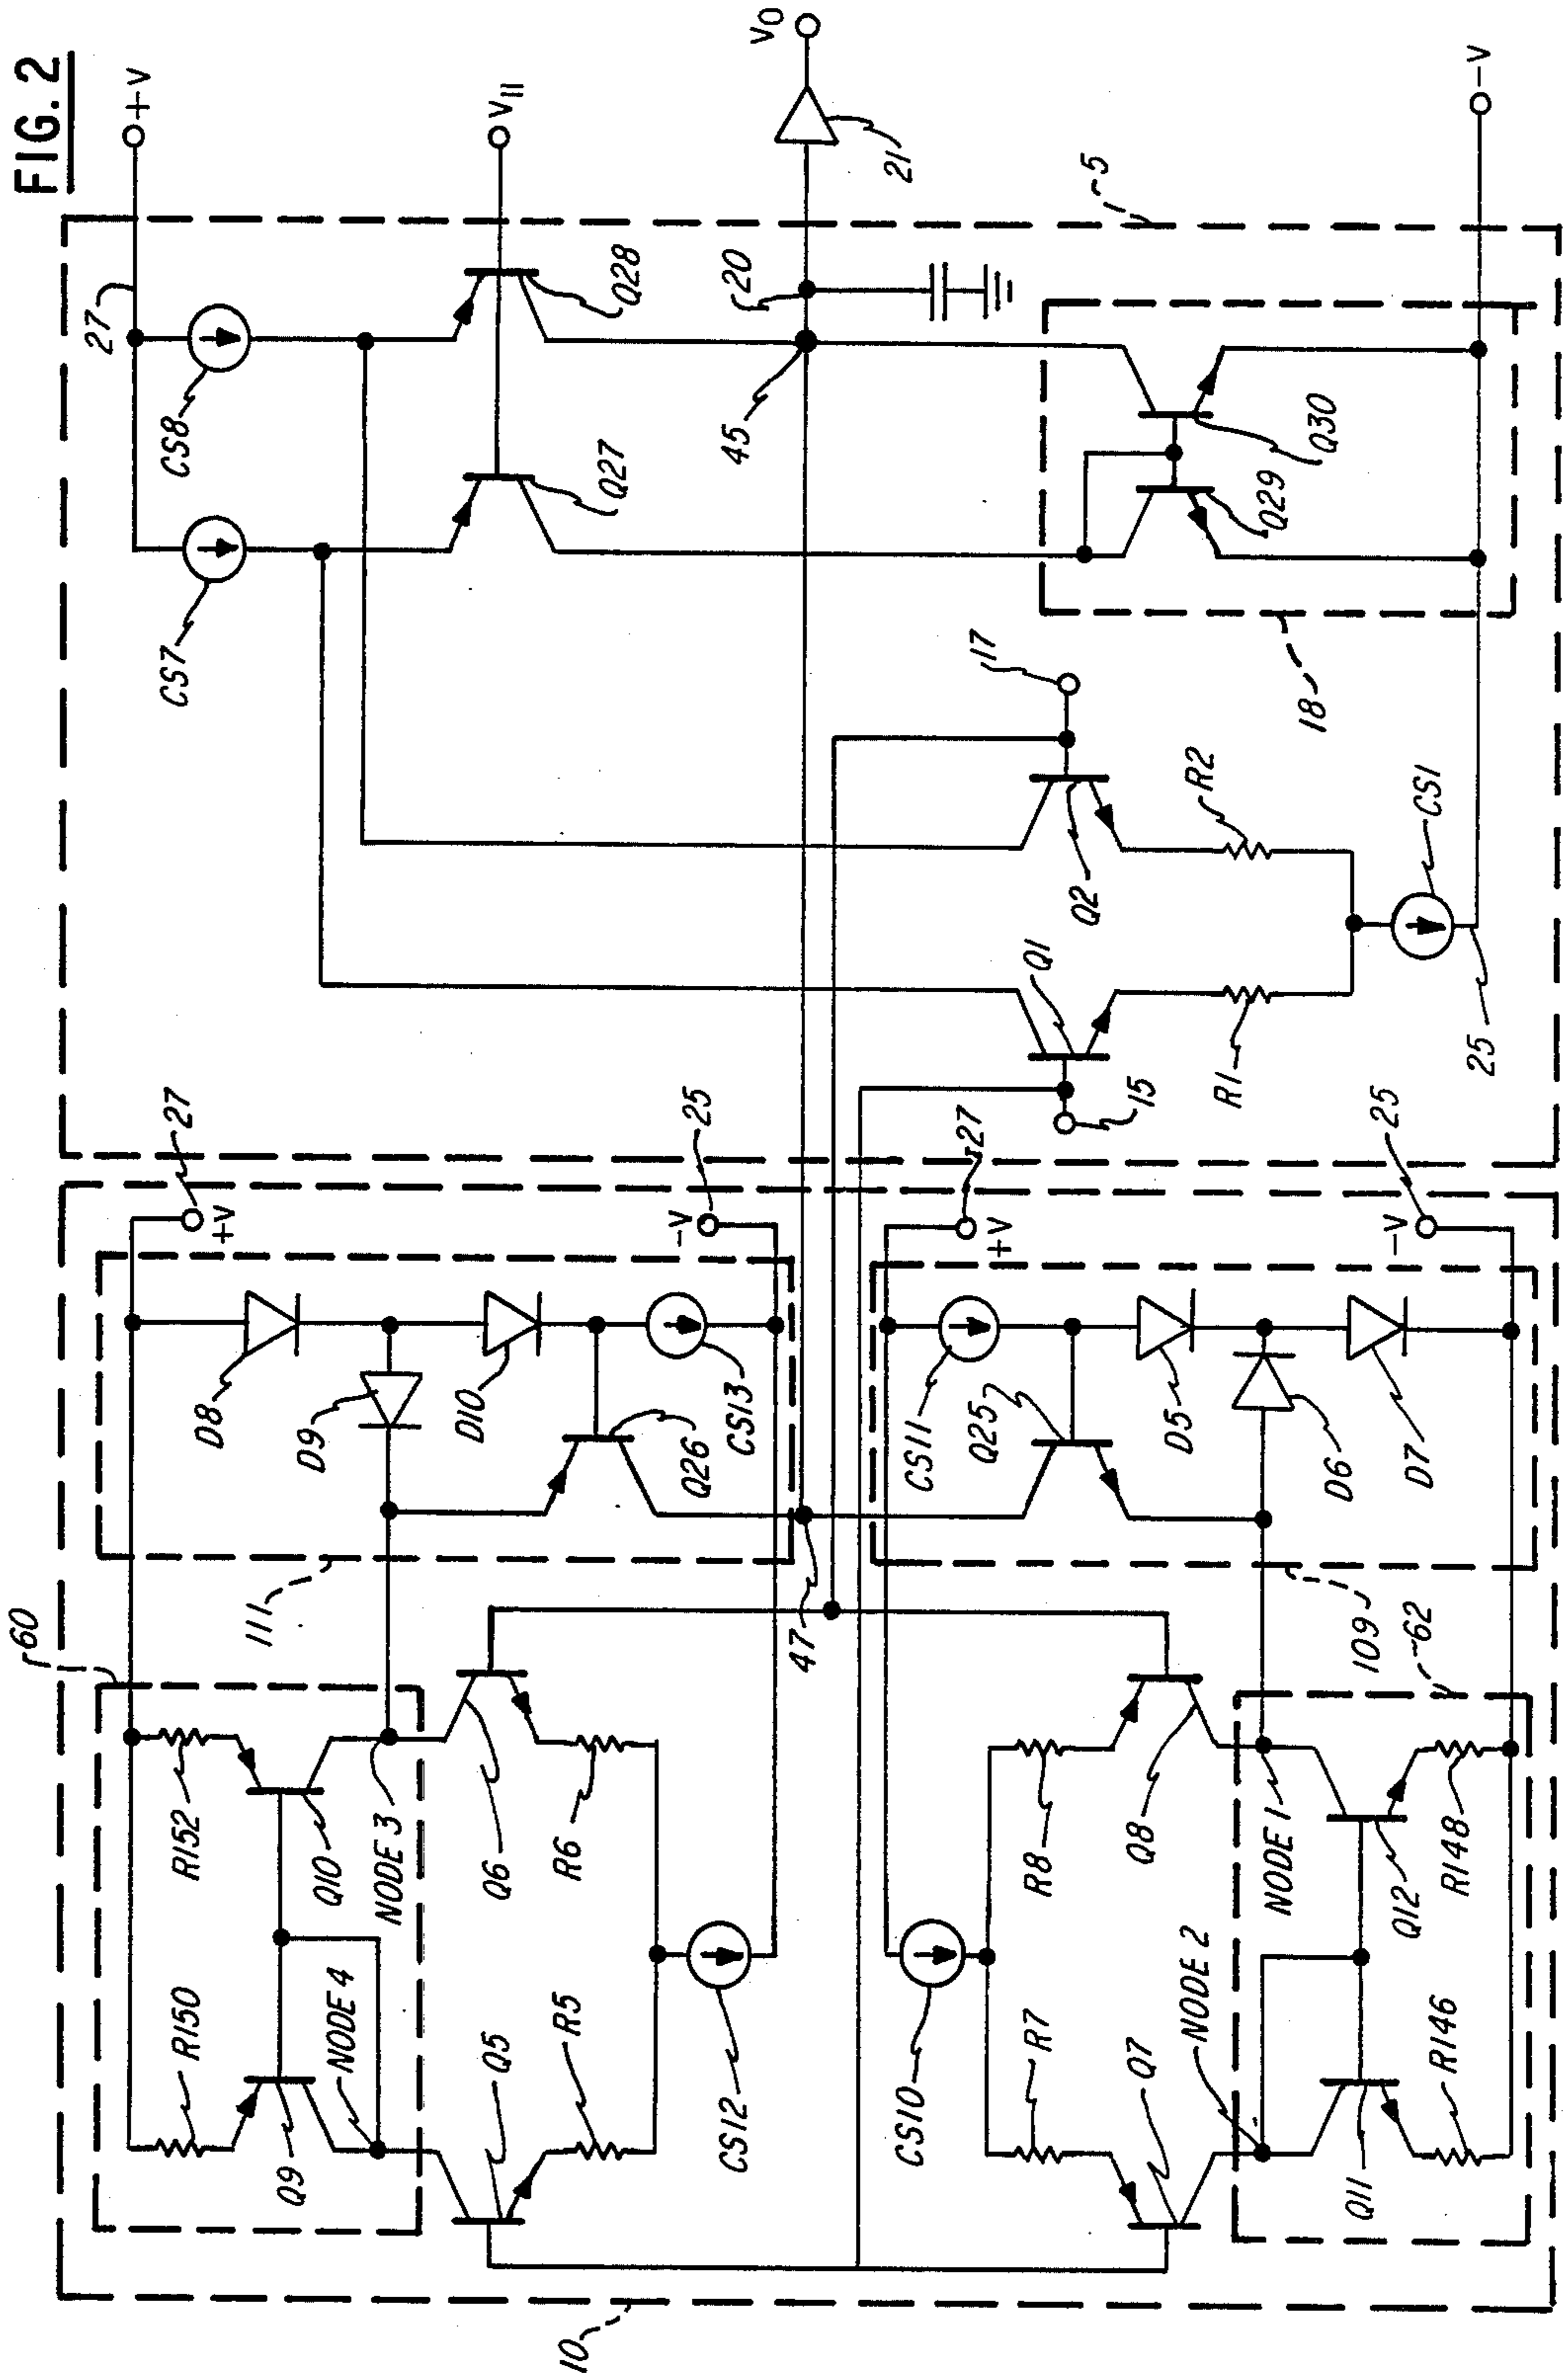 FIG. 2
+V
27
CS8
CS7
V11
Q28
Q27
V0
21
20
45
Q30
Q29
18
5
-V
17
Q2
R2
CS1
Q1
R1
15
25
27
+V
25
-V
27
+V
25
-V
D8
D9
D10
CS13
Q26
47
CS11
Q25
D5
D6
D7
111
109
60
62
R152
Q10
NODE 3
Q6
R6
R150
Q9
NODE 4
Q5
R5
CS12
R8
Q8
NODE 1
Q12
R148
CS10
R7
Q7
NODE 2
Q11
R146
10